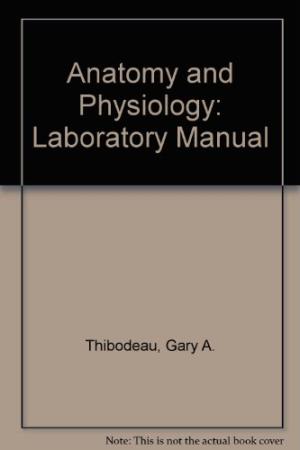 Anatomy and
Physiology:
Laboratory Manual
Thibodeau, Gary A.
Note: This is not the actual book cover